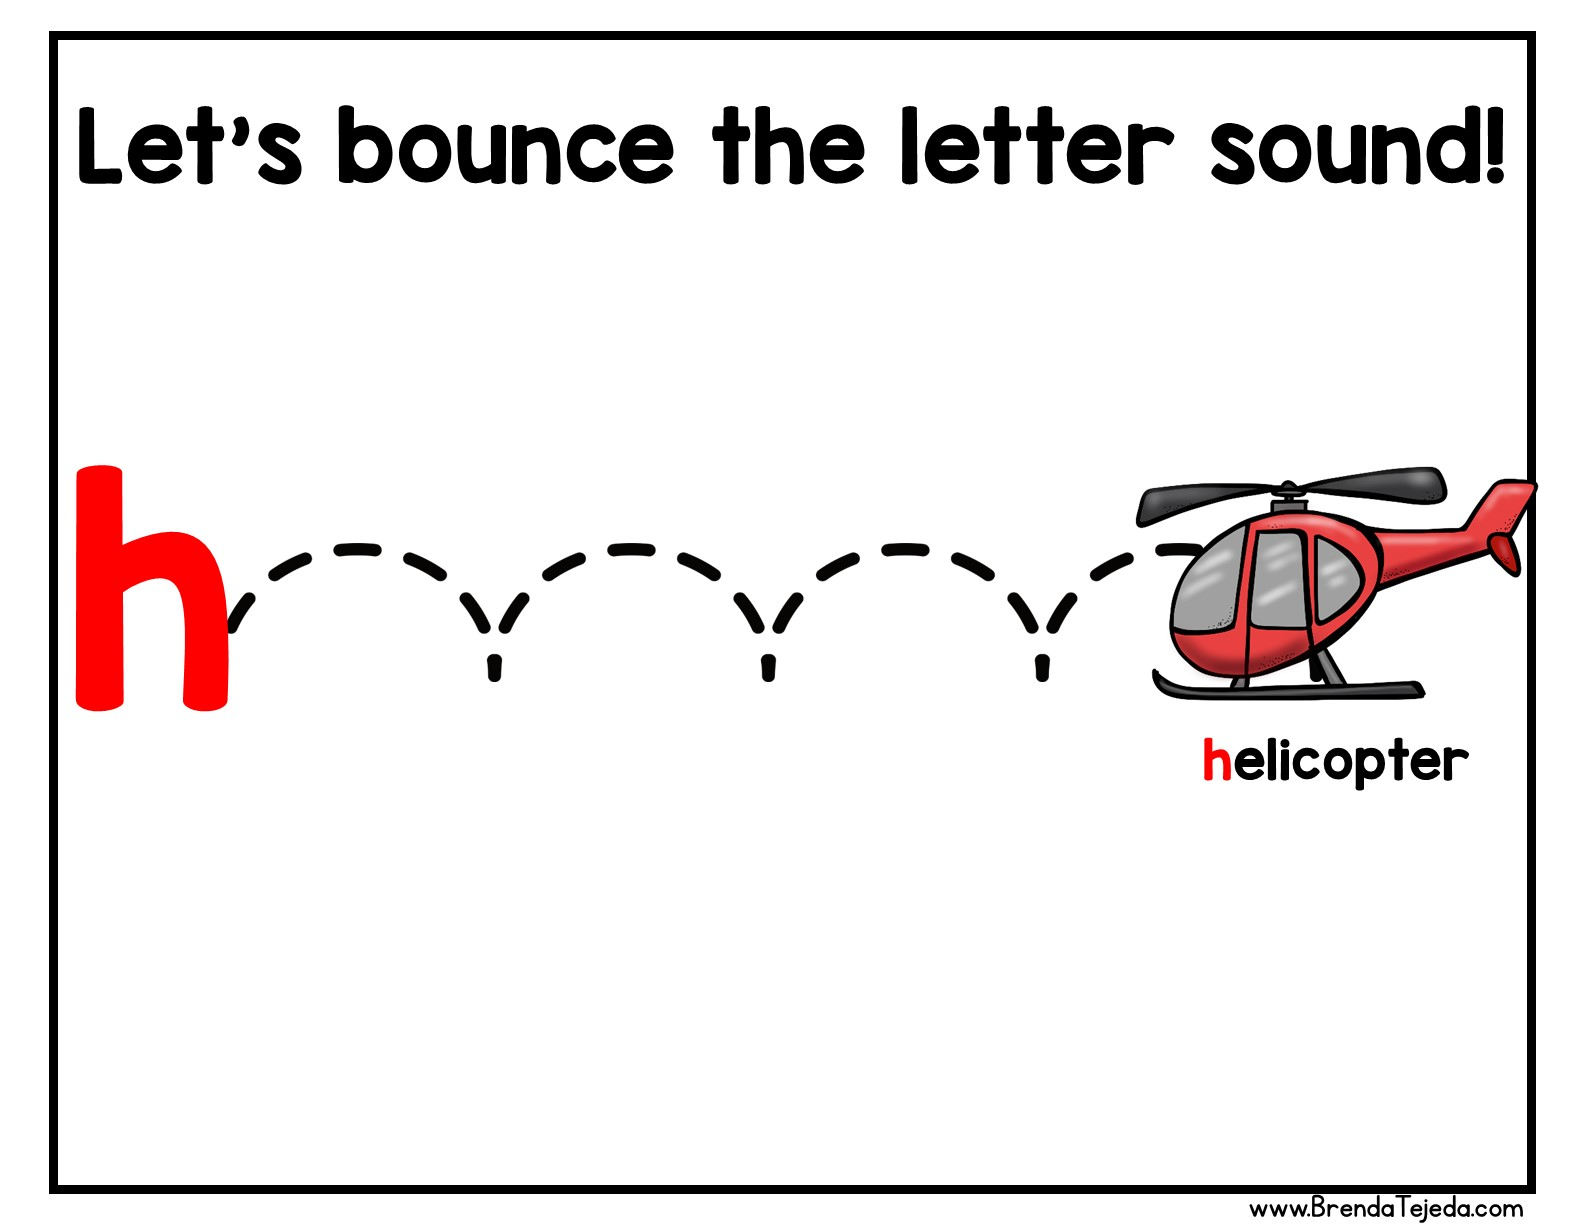 Let's bounce the letter sound!
h
helicopter
www.BrendaTejeda.com